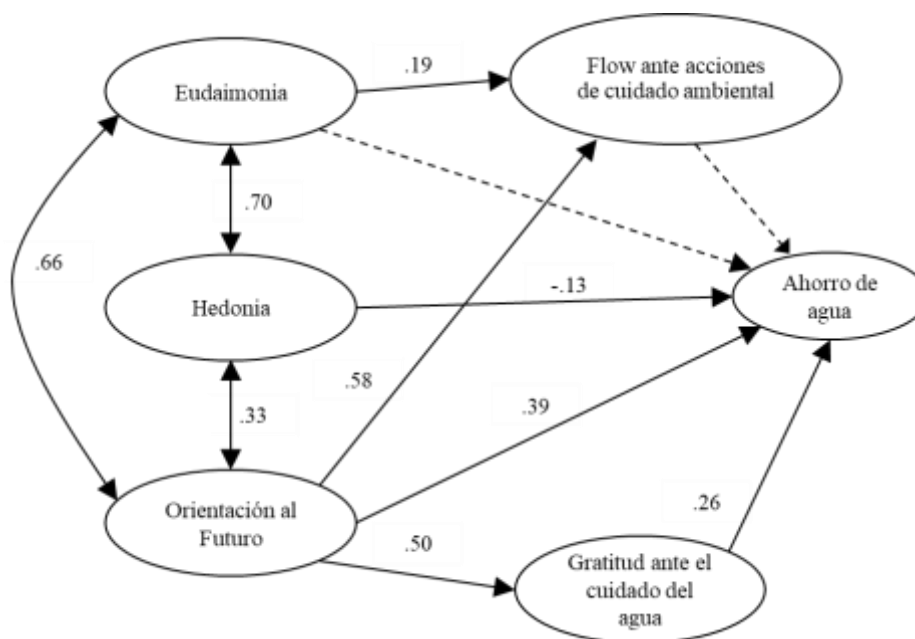 .19
Flow ante acciones
de cuidado ambiental
Eudaimonia
.70
.66
Hedonia
-.13
Ahorro de
agua
.33
.58
.39
Orientación al
Futuro
.50
.26
Gratitud ante el
cuidado del
agua